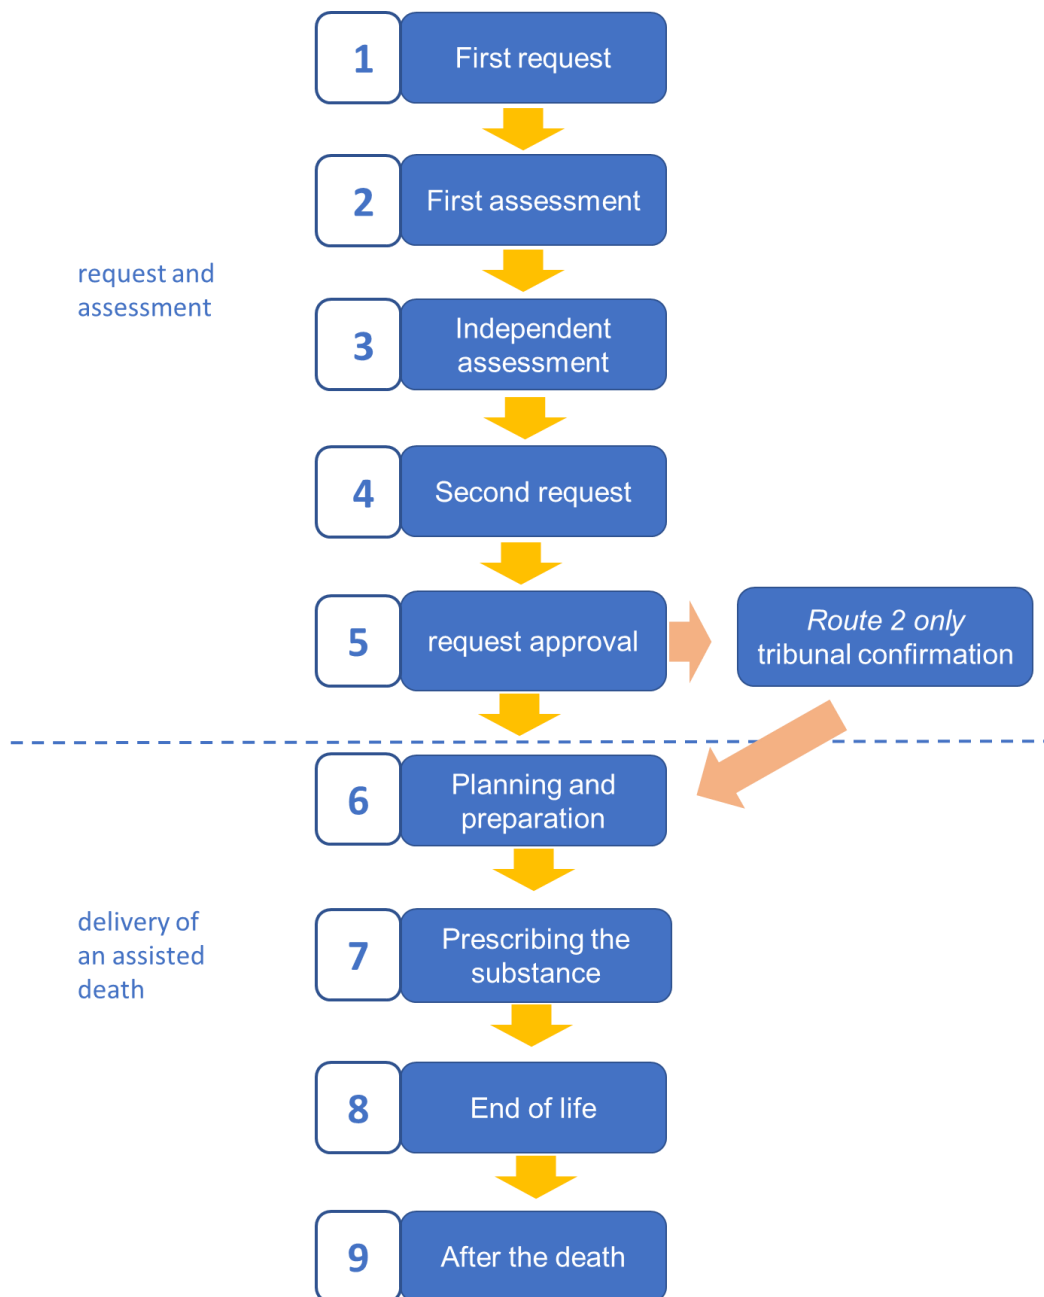 1
First request
2
First assessment
request and
assessment
3
Independent
assessment
4
Second request
5
request approval
Route 2 only
tribunal confirmation
6
Planning and
preparation
delivery of
an assisted
death
7
Prescribing the
substance
8
End of life
9
After the death